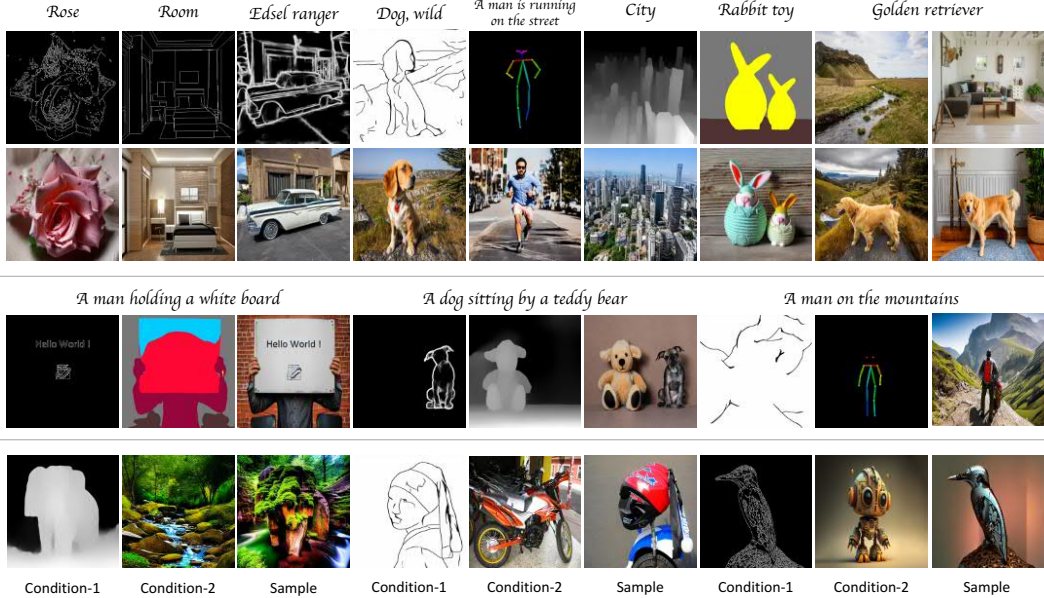 Rose
Room
Edsel ranger
Dog, wild
A man is running
on the street
City
Rabbit toy
Golden retriever
A man holding a white board
A dog sitting by a teddy bear
A man on the mountains
Hello World !
Hello World !
Condition-1
Condition-2
Sample
Condition-1
Condition-2
Sample
Condition-1
Condition-2
Sample